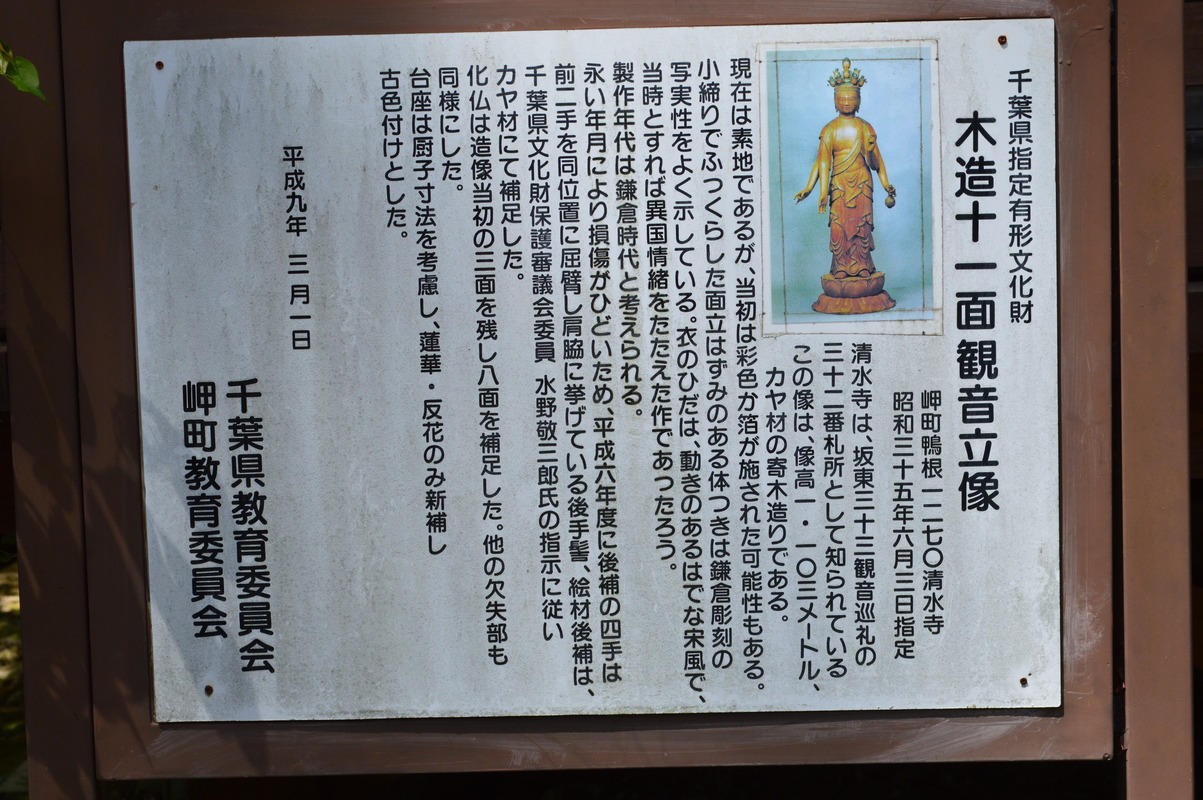 千葉県指定有形文化財
木造十一面観音立像
岬町鴨根一二七〇清水寺
昭和三十五年六月三日指定
清水寺は、坂東三十三観音巡礼の
三十二番札所として知られている
この像は、像高一・一〇三メートル、
カヤ材の寄木造りである。
現在は素地であるが、当初は彩色か箔が施された可能性もある。
小締りでふっくらした面立はずみのある体つきは鎌倉彫刻の
写実性をよく示している。衣のひだは、動きのあるはでな宋風で、
当時とすれば異国情緒をたたえた作であったろう。
製作年代は鎌倉時代と考えられる。
永い年月により損傷がひどいため、平成六年度に後補の四手は
前二手を同位置に屈臂し肩脇に挙げている後手髻、絵材後補は、
千葉県文化財保護審議会委員 水野敬三郎氏の指示に従い
カヤ材にて補足した。
化仏は造像当初の三面を残し八面を補足した。他の欠失部も
同様にした。
台座は厨子寸法を考慮し、蓮華・反花のみ新補し
古色付けとした。
平成九年 三月一日
千葉県教育委員会
岬町教育委員会